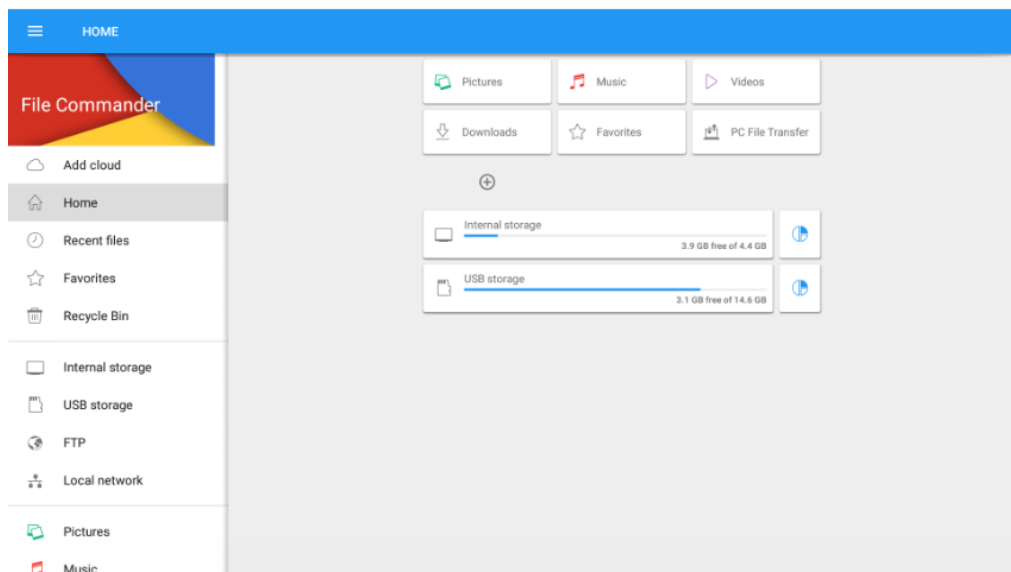 HOME
File Commander
Add cloud
Home
Recent files
Favorites
Recycle Bin
Internal storage
USB storage
FTP
Local network
Pictures
Music
Pictures
Music
Videos
Downloads
Favorites
PC File Transfer
Internal storage
3.9 GB free of 4.4 GB
USB storage
3.1 GB free of 14.6 GB